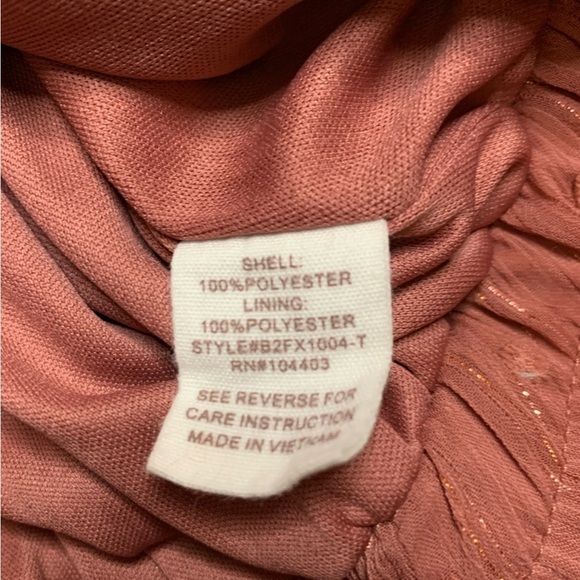 SHELL:
100%POLYESTER
LINING:
100%POLYESTER
STYLE#B2FX1004-T
RN#104403
SEE REVERSE FOR
CARE INSTRUCTION
MADE IN VIETNAM